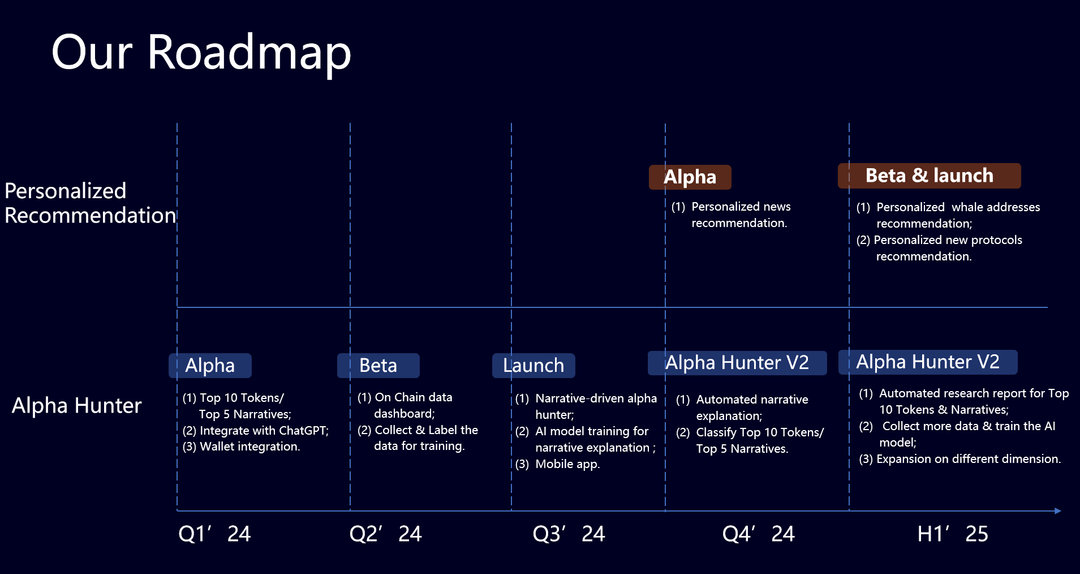 Our Roadmap
Personalized
Recommendation
Alpha
(1) Personalized news
recommendation.
Beta & launch
(1) Personalized whale addresses
recommendation;
(2) Personalized new protocols
recommendation.
Alpha Hunter
Alpha
(1) Top 10 Tokens/
Top 5 Narratives;
(2) Integrate with ChatGPT;
(3) Wallet integration.
Beta
(1) On Chain data
dashboard;
(2) Collect & Label the
data for training.
Launch
(1) Narrative-driven alpha
hunter;
(2) AI model training for
narrative explanation ;
(3) Mobile app.
Alpha Hunter V2
(1) Automated narrative
explanation;
(2) Classify Top 10 Tokens/
Top 5 Narratives.
Alpha Hunter V2
(1) Automated research report for Top
10 Tokens & Narratives;
(2) Collect more data & train the AI
model;
(3) Expansion on different dimension.
Q1’ 24
Q2’ 24
Q3’ 24
Q4’ 24
H1’ 25